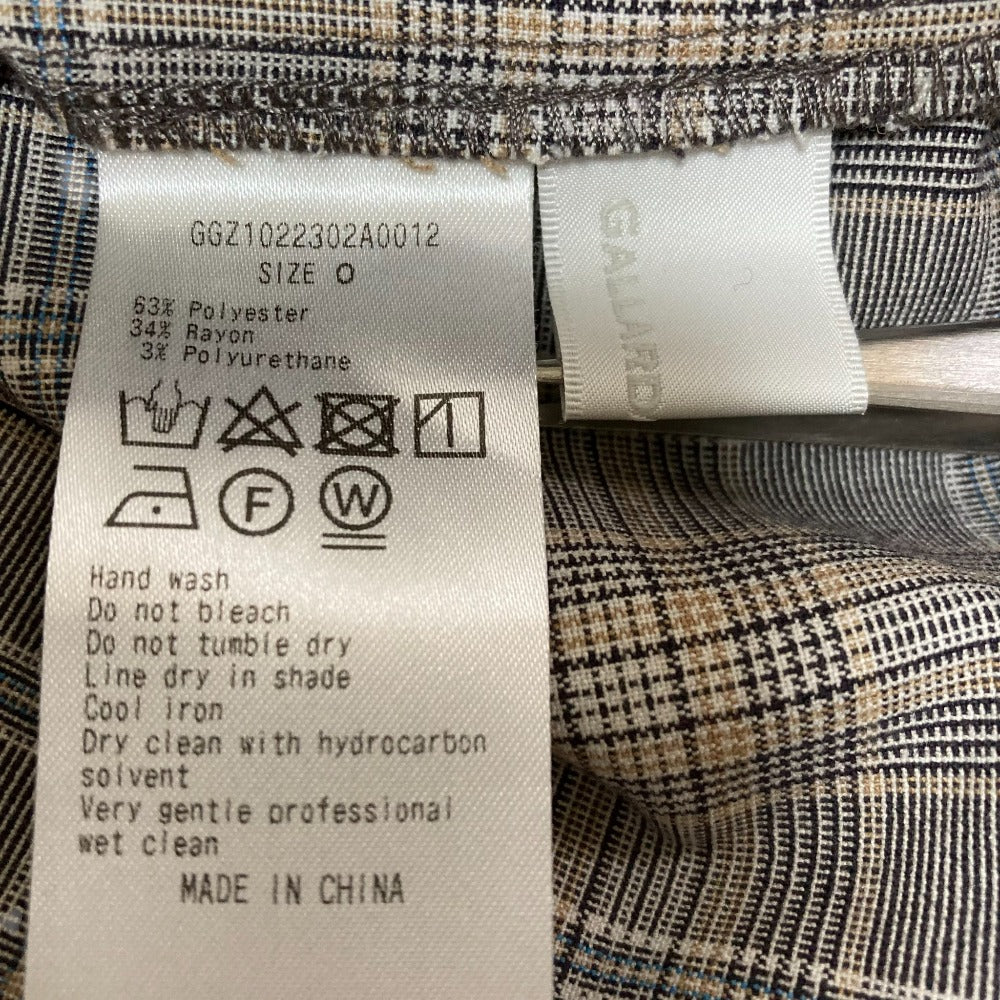 GGZ1022302A0012
SIZE 0
63% Polyester
34% Rayon
3% Polyurethane
F
W
Hand wash
Do not bleach
Do not tumble dry
Line dry in shade
Cool iron
Dry clean with hydrocarbon
solvent
Very gentle professional
wet clean
MADE IN CHINA
GALLARD